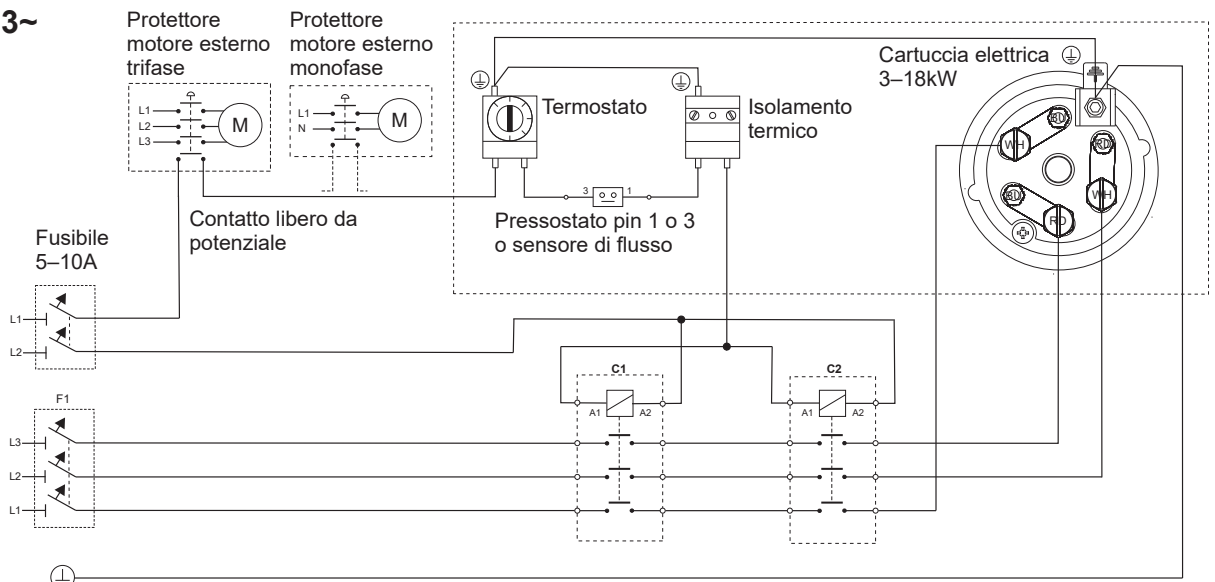 3~
Protettore
motore esterno
trifase
Protettore
motore esterno
monofase
L1
L2
L3
M
L1
N
M
Termostato
Isolamento
termico
Cartuccia elettrica
3–18kW
BU
RD
WH
BU
WH
RD
3
1
Contatto libero da
potenziale
Pressostato pin 1 o 3
o sensore di flusso
Fusibile
5–10A
L1
L2
C1
C2
A1
A2
A1
A2
F1
L3
L2
L1